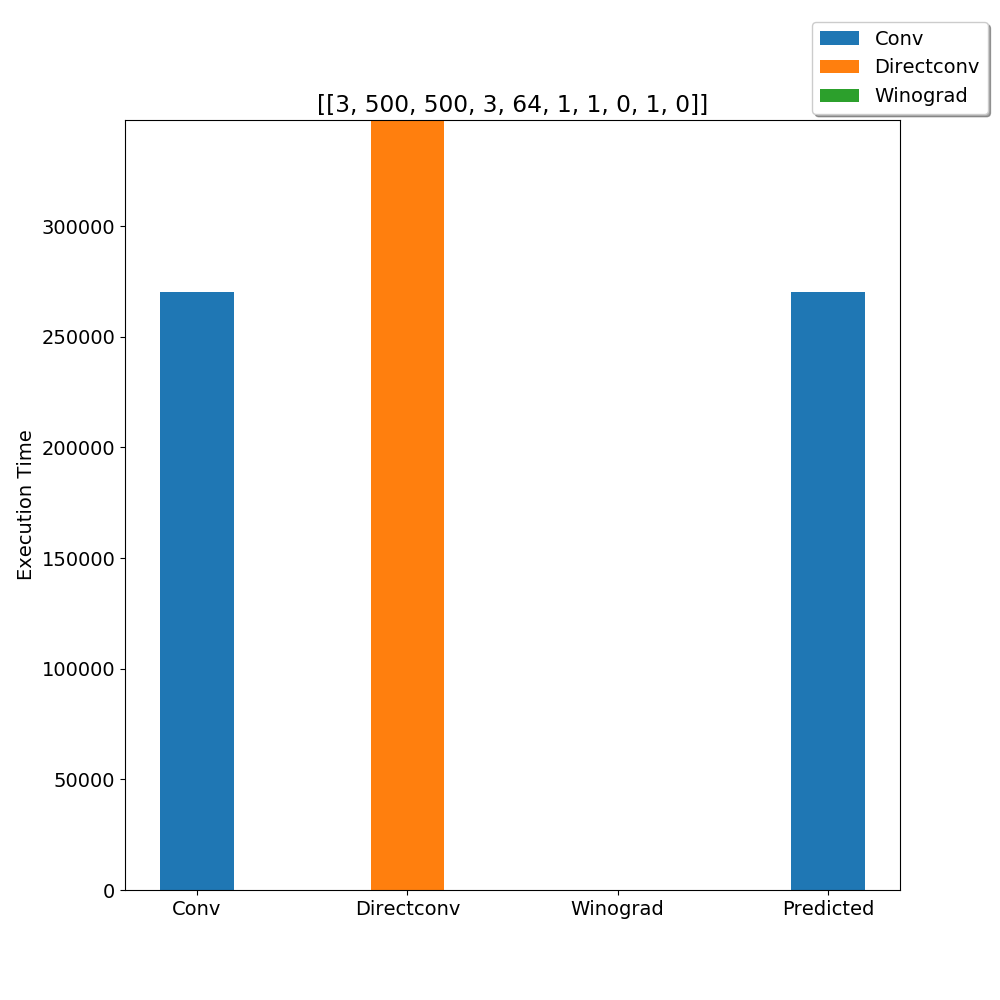 Conv
Directconv
Winograd
[[3, 500, 500, 3, 64, 1, 1, 0, 1, 0]]
300000
250000
200000
150000
100000
50000
0
Execution Time
Conv Directconv Winograd Predicted